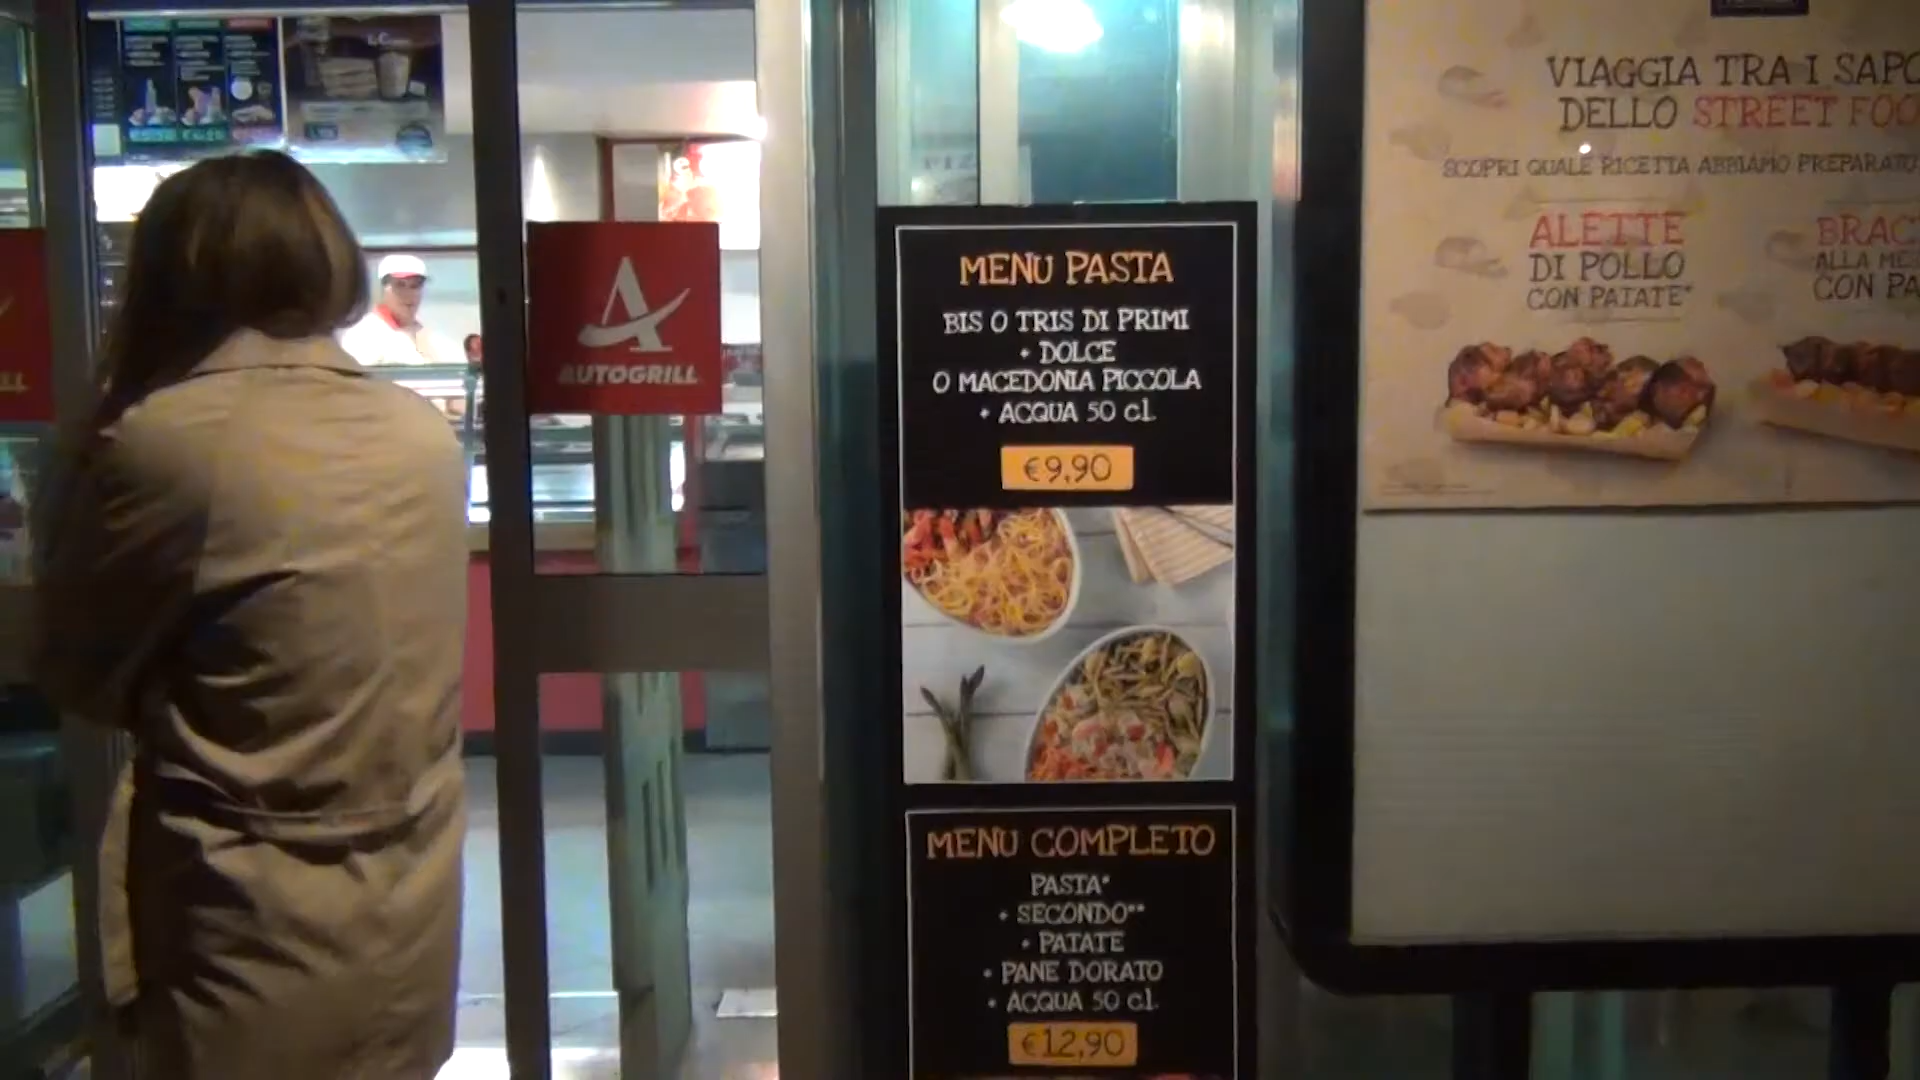 AUTOGRILL
MENU PASTA
BIS O TRIS DI PRIMI
+ DOLCE
O MACEDONIA PICCOLA
+ ACQUA 50 cl.
€9,90
MENU COMPLETO
PASTA*
+ SECONDO**
+ PATATE
+ PANE DORATO
+ ACQUA 50 cl.
€12,90
VIAGGIA TRA I SAPO
DELLO STREET FOO
SCOPRI QUALE RICETTA ABBIAMO PREPARATO
ALETTE
DI POLLO
CON PATATE*
BRAC
ALLA MES
CON PA